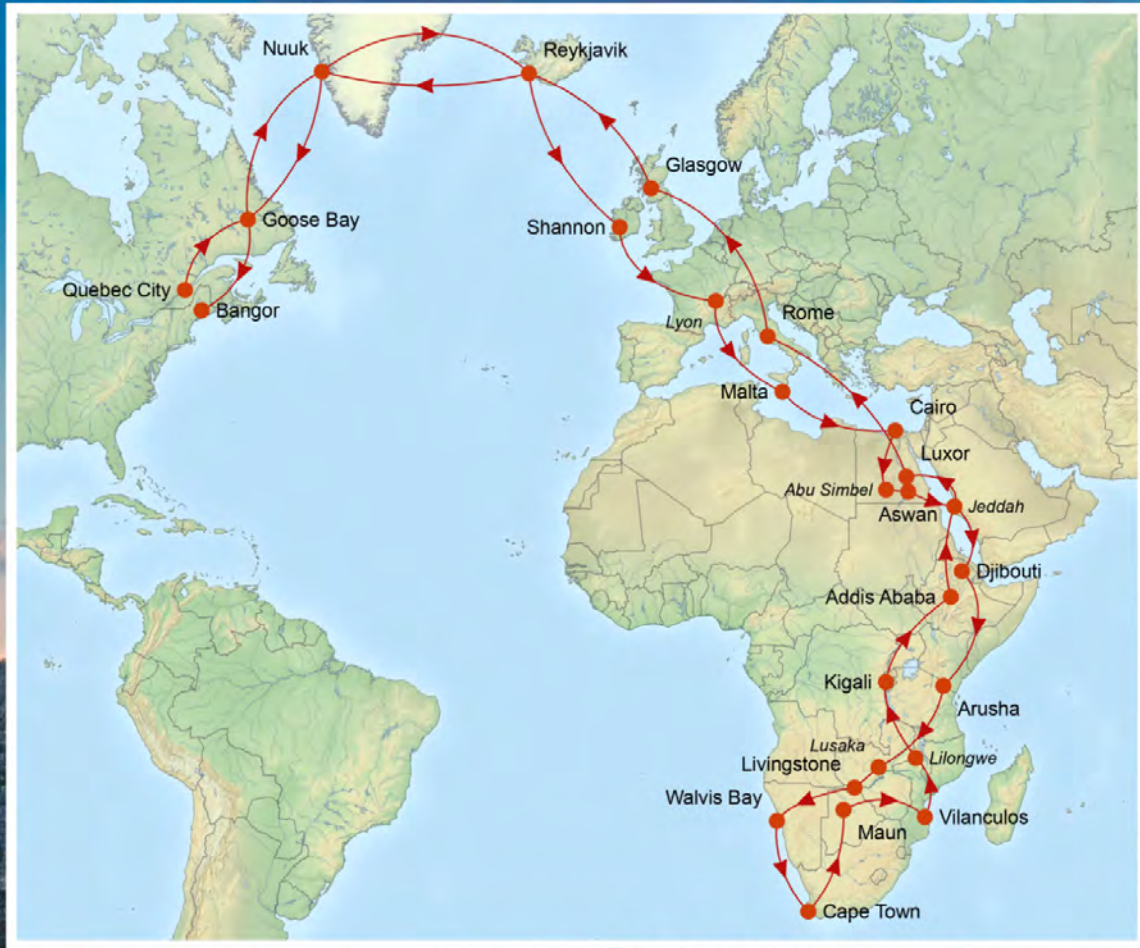 Nuuk
Reykjavik
Glasgow
Goose Bay
Shannon
Quebec City
Bangor
Lyon
Rome
Malta
Cairo
Luxor
Abu Simbel
Aswan
Jeddah
Djibouti
Addis Ababa
Kigali
Arusha
Lusaka
Lilongwe
Livingstone
Walvis Bay
Vilanculos
Maun
Cape Town